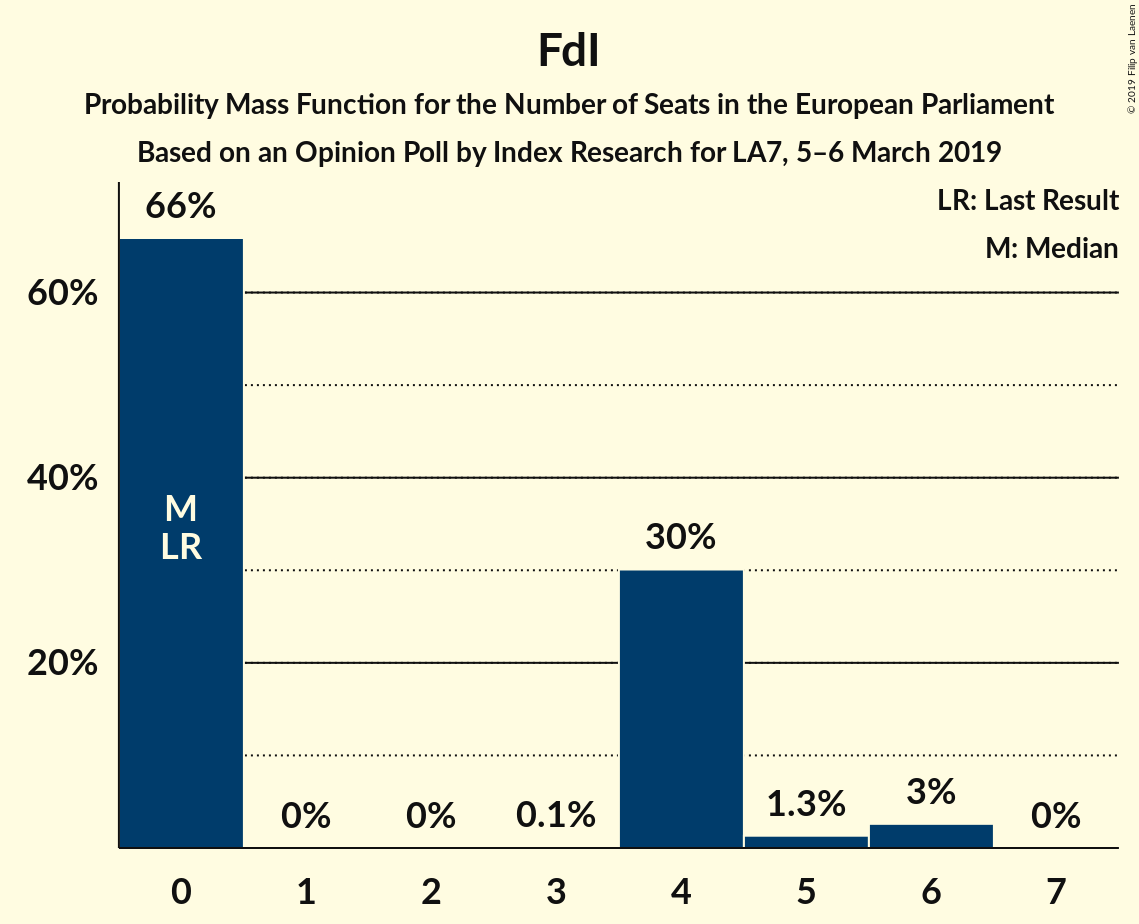 FdI
Probability Mass Function for the Number of Seats in the European Parliament
Based on an Opinion Poll by Index Research for LA7, 5–6 March 2019
© 2019 Filip van Laenen
LR: Last Result
M: Median
66%
60%
40%
20%
M
LR
0%
0%
0.1%
30%
1.3%
3%
0%
0
1
2
3
4
5
6
7